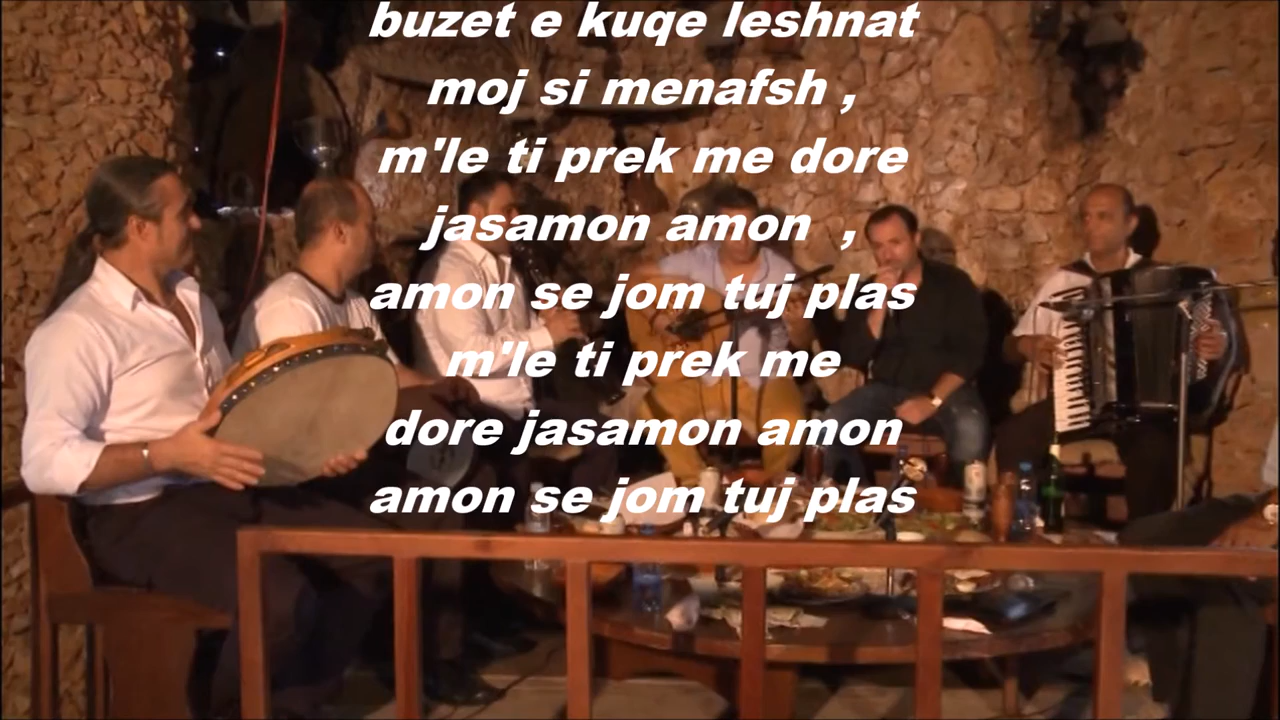 buzet e kuqe leshnat
moj si menafsh ,
m'le ti prek me dore
jasamon amon ,
amon se jom tuj plas
m'le ti prek me
dore jasamon amon
amon se jom tuj plas